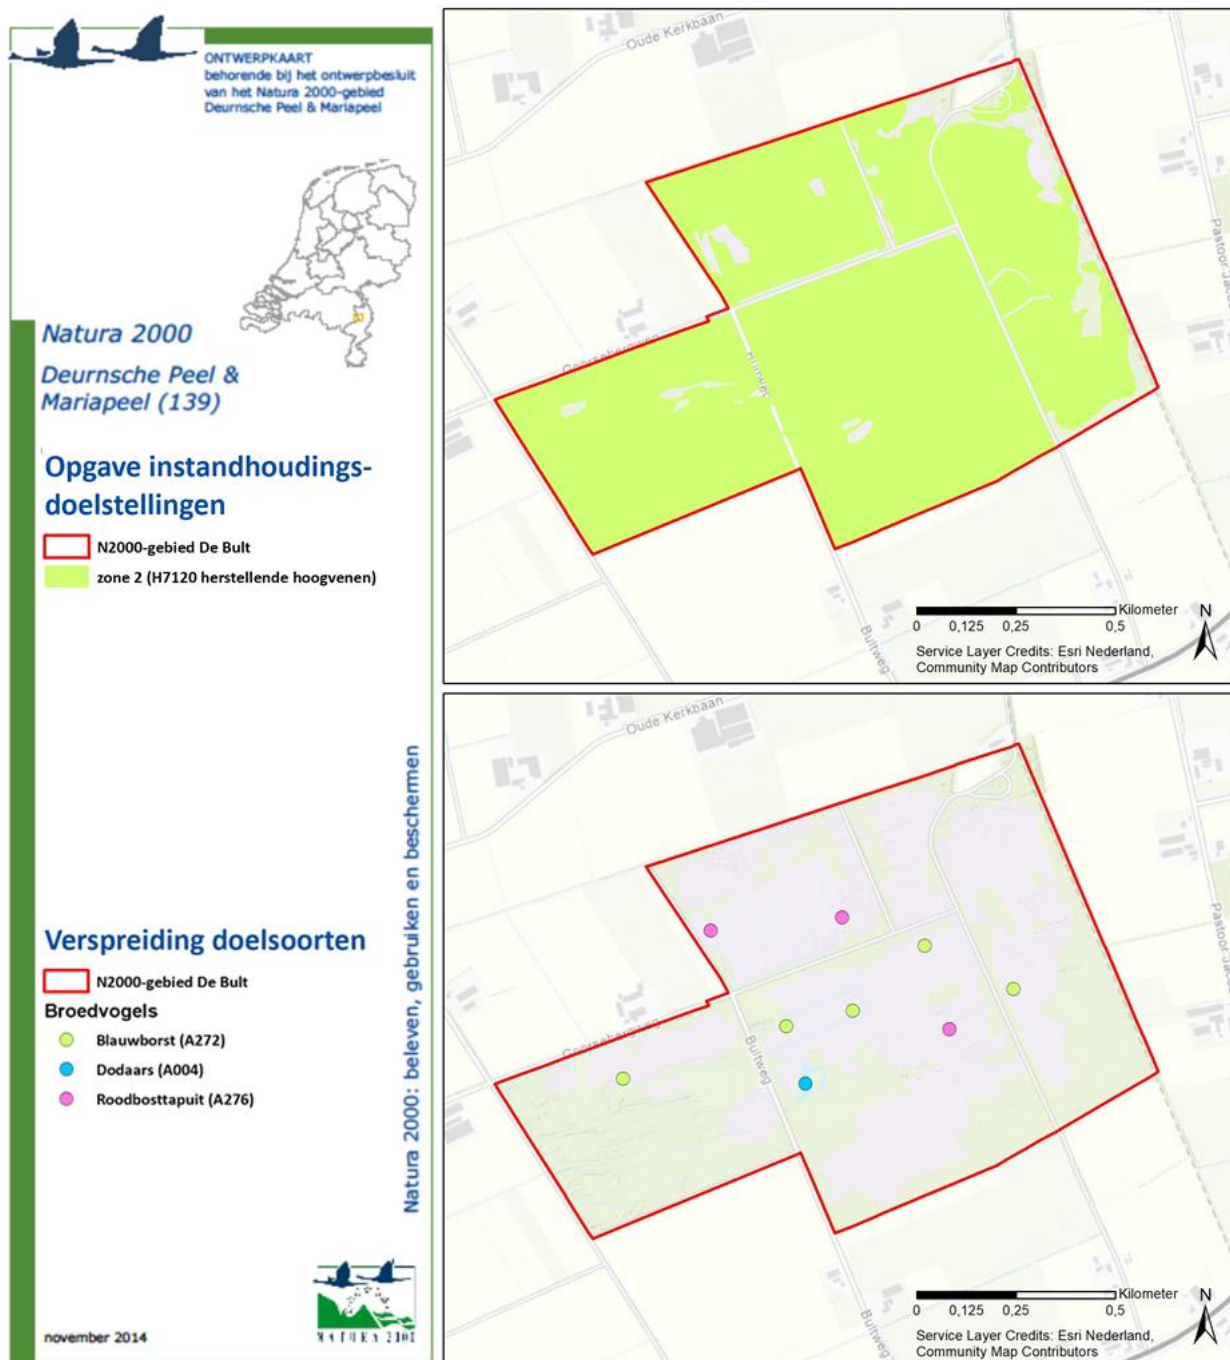 ONTWERPKAART
behorende bij het ontwerpbesluit
van het Natura 2000-gebied
Deurnsche Peel & Mariapeel
Natura 2000
Deurnsche Peel &
Mariapeel (139)
Opgave instandhoudings-
doelstellingen
N2000-gebied De Bult
zone 2 (H7120 herstellende hoogvenen)
Verspreiding doelsoorten
N2000-gebied De Bult
Broedvogels
Blauwborst (A272)
Dodaars (A004)
Roodbosttapuit (A276)
Natura 2000: beleven, gebruiken en beschermen
november 2014
Oude Kerkbaan
Bultweg
Kilometer
0 0,125 0,25 0,5
N
Service Layer Credits: Esri Nederland,
Community Map Contributors
Oude Kerkbaan
Bultweg
Bultweg
Kilometer
0 0,125 0,25 0,5
N
Service Layer Credits: Esri Nederland,
Community Map Contributors